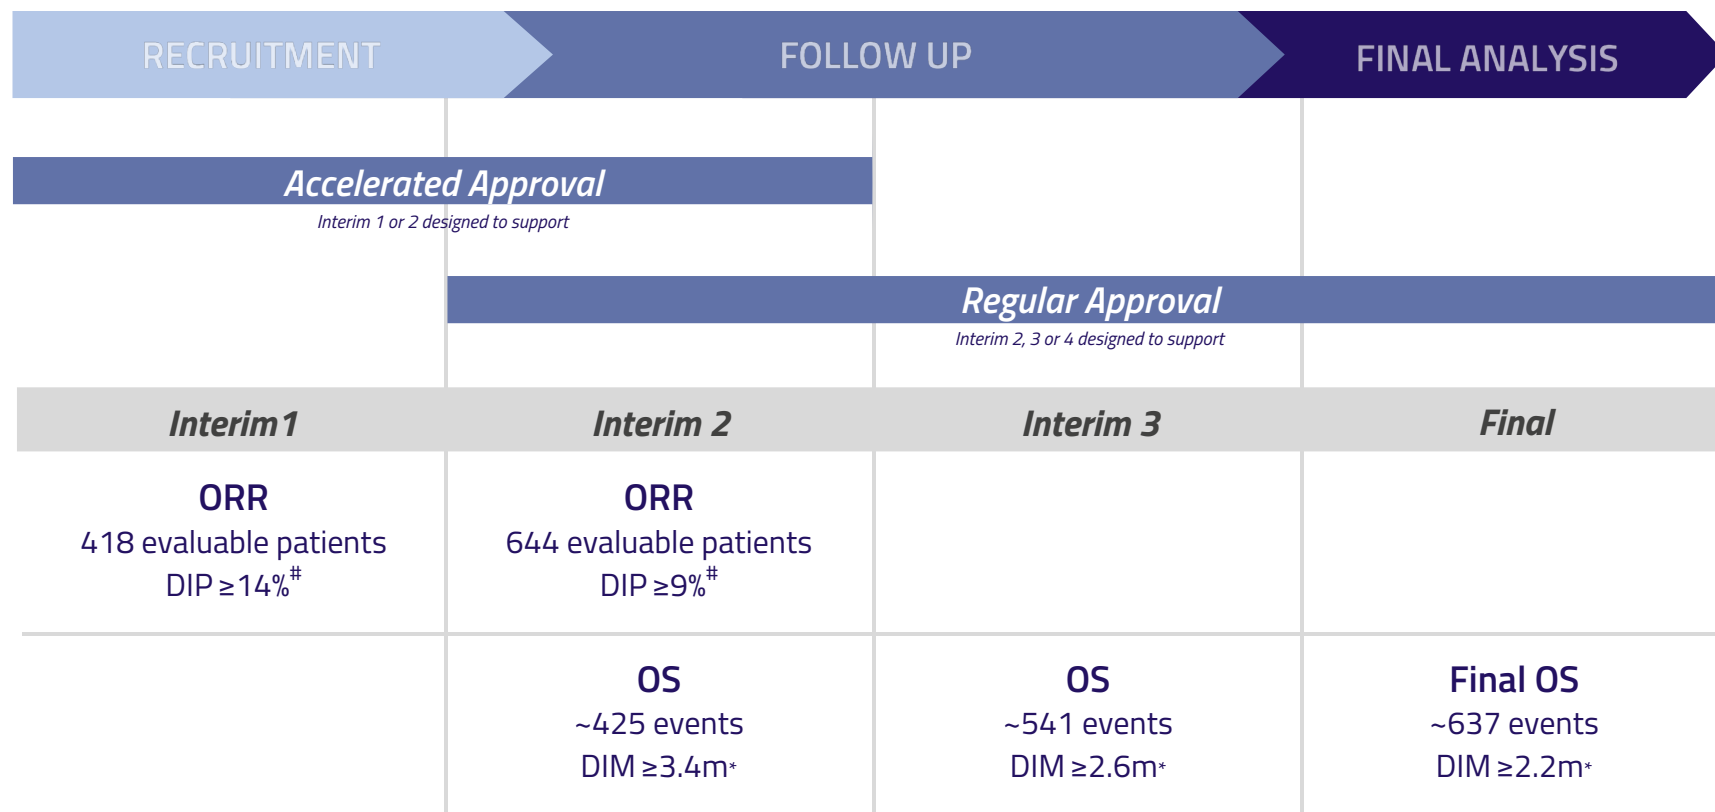 RECRUITMENT
FOLLOW UP
FINAL ANALYSIS
Accelerated Approval
Interim 1 or 2 designed to support
Regular Approval
Interim 2, 3 or 4 designed to support
Interim1
Interim 2
Interim 3
Final
ORR
418 evaluable patients
DIP ≥14%#
ORR
644 evaluable patients
DIP ≥9%#
OS
~425 events
DIM ≥3.4m*
OS
~541 events
DIM ≥2.6m*
Final OS
~637 events
DIM ≥2.2m*